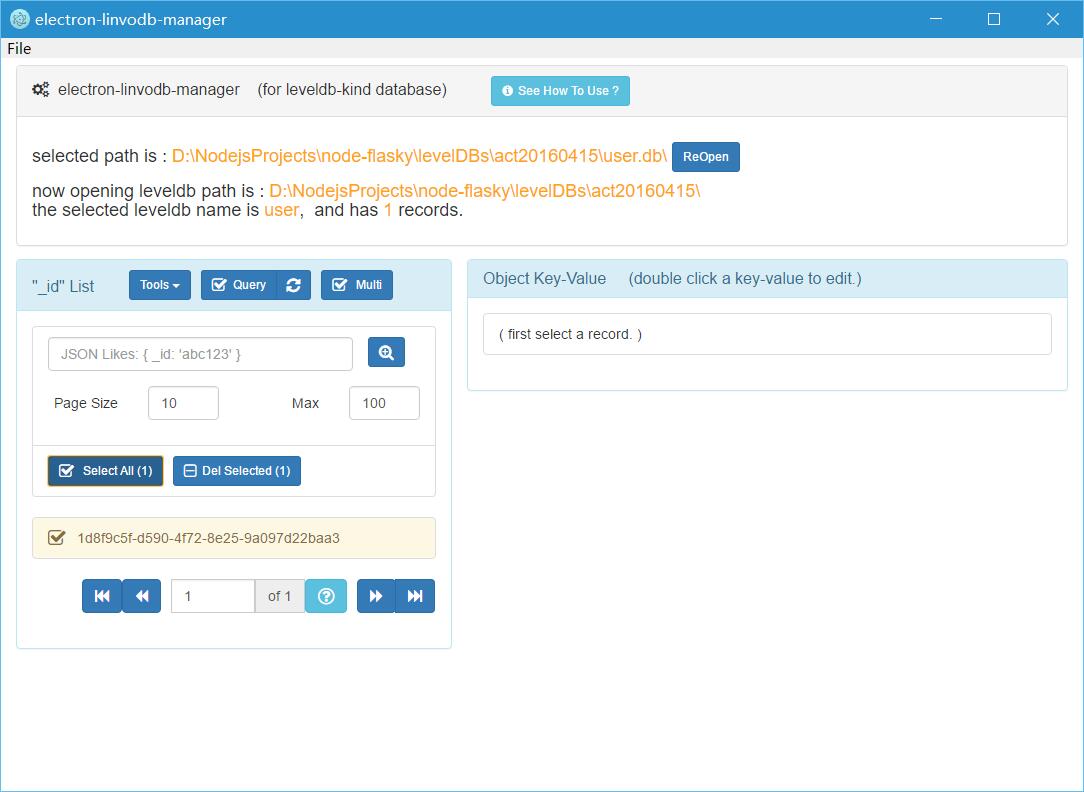 electron-linvodb-manager
File
electron-linvodb-manager (for leveldb-kind database) See How To Use ?
selected path is : D:\NodejsProjects\node-flasky\levelDBs\act20160415\user.db\ ReOpen
now opening leveldb path is : D:\NodejsProjects\node-flasky\levelDBs\act20160415\
the selected leveldb name is user, and has 1 records.
"_id" List Tools Query Multi
JSON Likes: { _id: 'abc123' }
Page Size 10 Max 100
Select All (1) Del Selected (1)
1d8f9c5f-d590-4f72-8e25-9a097d22baa3
1 of 1
Object Key-Value (double click a key-value to edit.)
( first select a record. )